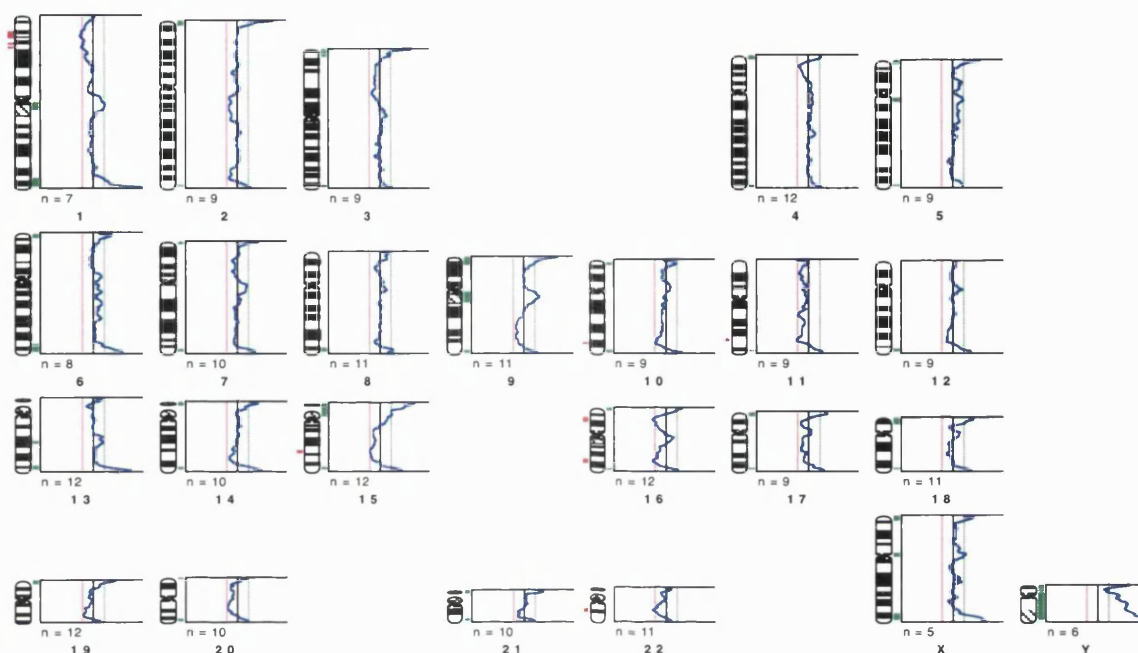 n = 7
1
n = 9
2
n = 9
3
n = 12
4
n = 9
5
n = 8
6
n = 10
7
n = 11
8
n = 11
9
n = 9
10
n = 9
11
n = 9
12
n = 12
13
n = 10
14
n = 12
15
n = 12
16
n = 9
17
n = 11
18
n = 12
19
n = 10
20
n = 10
21
n = 11
22
n = 5
X
n = 6
Y